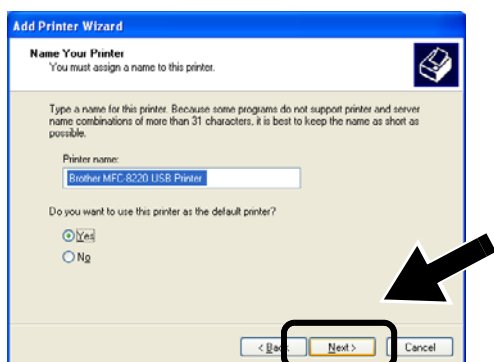 Add Printer Wizard
Name Your Printer
You must assign a name to this printer.
Type a name for this printer. Because some programs do not support printer and server
name combinations of more than 31 characters, it is best to keep the name as short as
possible.
Printer name:
Brother MFC-8220 USB Printer
Do you want to use this printer as the default printer?
Yes
No
< Back Next > Cancel